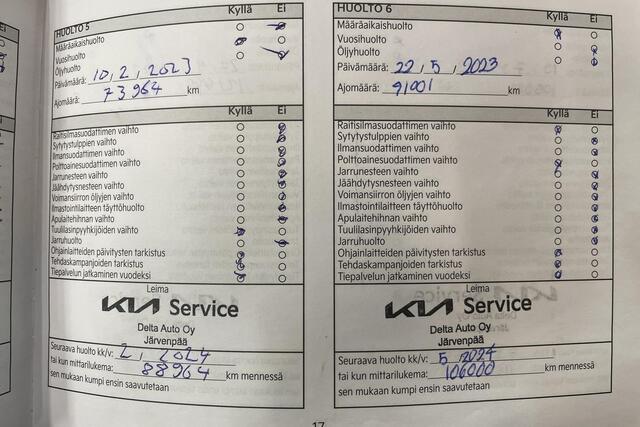 HUOLTO 5 Kyllä Ei
Määräaikaishuolto
Vuosihuolto
Öljyhuolto
Päivämäärä: 10, 2, 2023
Ajomäärä: 73964 km
Kyllä Ei
Raitisilmasuodattimen vaihto
Sytytystulppien vaihto
Ilmansuodattimen vaihto
Polttoainesuodattimen vaihto
Jarrunesteen vaihto
Jäähdytysnesteen vaihto
Voimansiirron öljyjen vaihto
Ilmastointilaitteen täyttöhuolto
Apulaitehihnan vaihto
Tuulilasinpyyhkijöiden vaihto
Jarruhuolto
Ohjainlaitteiden päivitysten tarkistus
Tehdaskampanjoiden tarkistus
Tiepalvelun jatkaminen vuodeksi
Leima
KIA Service
Delta Auto Oy
Järvenpää
Seuraava huolto kk/v: 2, 2024
tai kun mittarilukema: 88964 km mennessä
sen mukaan kumpi ensin saavutetaan
HUOLTO 6 Kyllä Ei
Määräaikaishuolto
Vuosihuolto
Öljyhuolto
Päivämäärä: 22, 5, 2023
Ajomäärä: 91001 km
Kyllä Ei
Raitisilmasuodattimen vaihto
Sytytystulppien vaihto
Ilmansuodattimen vaihto
Polttoainesuodattimen vaihto
Jarrunesteen vaihto
Jäähdytysnesteen vaihto
Voimansiirron öljyjen vaihto
Ilmastointilaitteen täyttöhuolto
Apulaitehihnan vaihto
Tuulilasinpyyhkijöiden vaihto
Jarruhuolto
Ohjainlaitteiden päivitysten tarkistus
Tehdaskampanjoiden tarkistus
Tiepalvelun jatkaminen vuodeksi
Leima
KIA Service
Delta Auto Oy
Järvenpää
Seuraava huolto kk/v: 5, 2024
tai kun mittarilukema: 106000 km mennessä
sen mukaan kumpi ensin saavutetaan
17